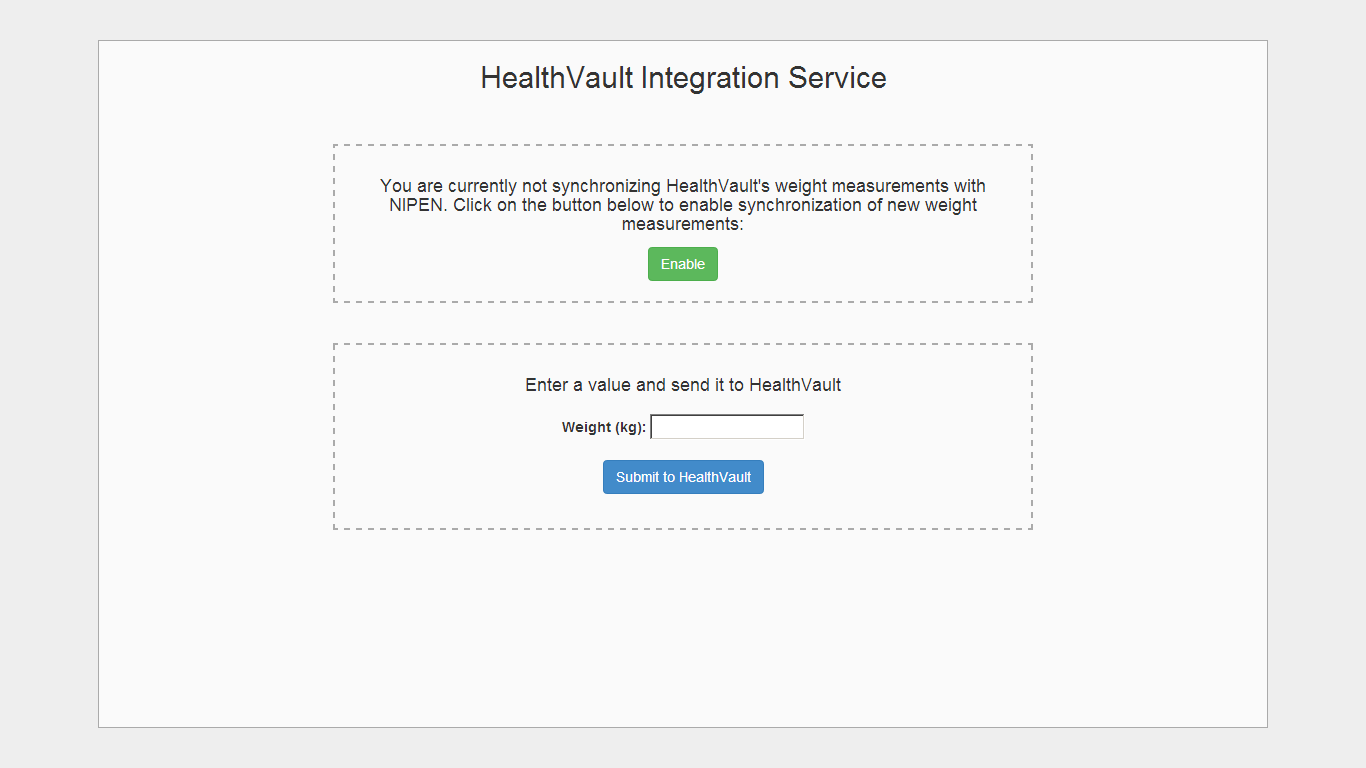 HealthVault Integration Service
You are currently not synchronizing HealthVault's weight measurements with
NIPEN. Click on the button below to enable synchronization of new weight
measurements:
Enable
Enter a value and send it to HealthVault
Weight (kg):
Submit to HealthVault